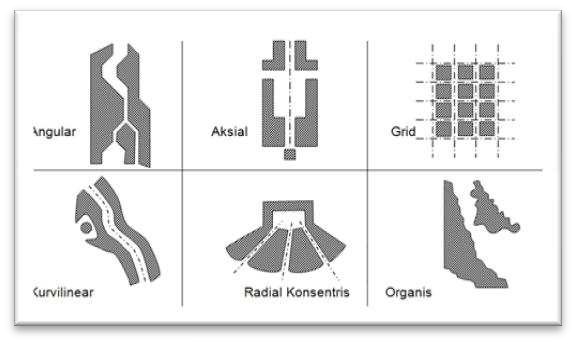 Angular
Aksial
Grid
Kurvilinear
Radial Konsentris
Organis